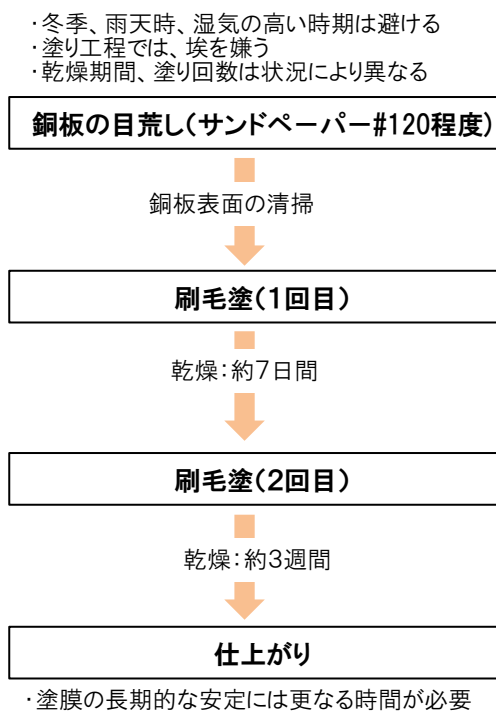 ・冬季、雨天時、湿気の高い時期は避ける
・塗り工程では、埃を嫌う
・乾燥期間、塗り回数は状況により異なる
銅板の目荒し(サンドペーパー#120程度)
銅板表面の清掃
刷毛塗(1回目)
乾燥:約7日間
刷毛塗(2回目)
乾燥:約3週間
仕上がり
・塗膜の長期的な安定には更なる時間が必要